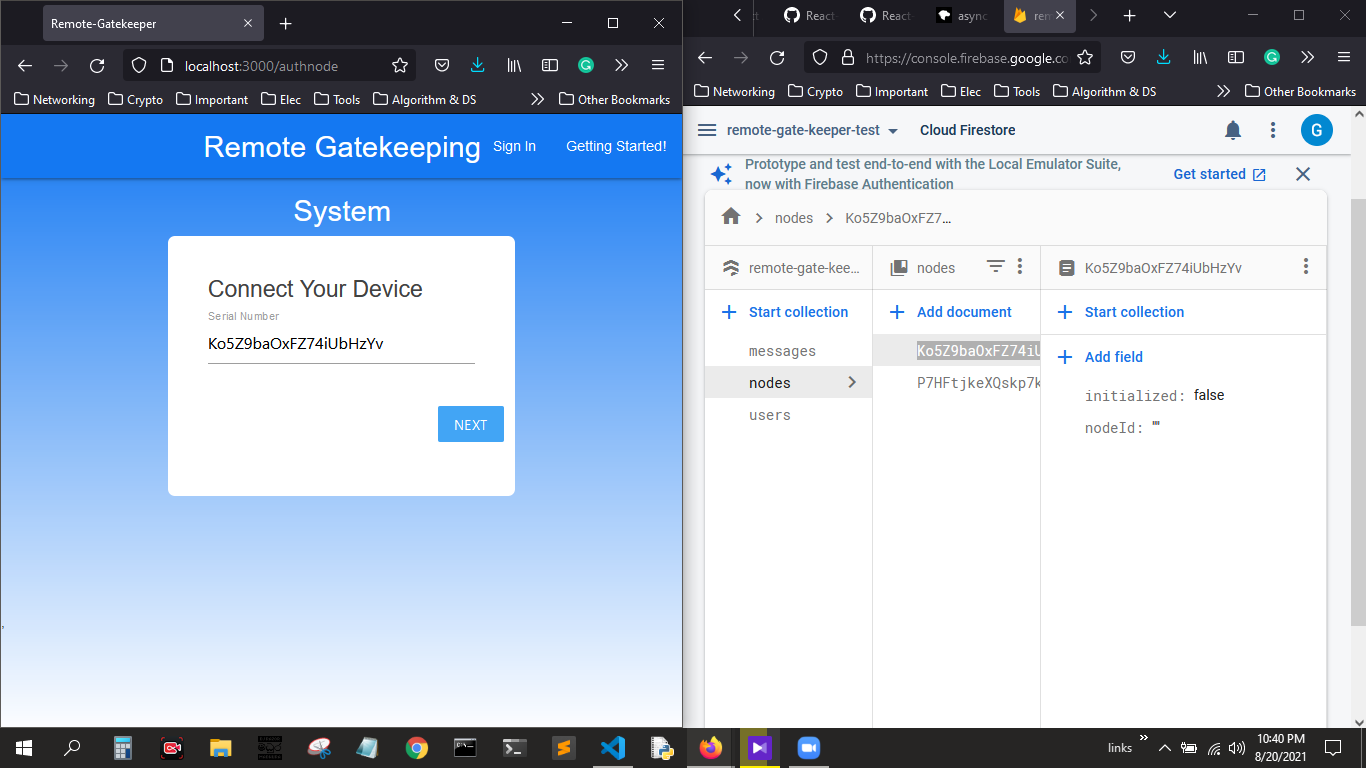 Remote-Gatekeeper
localhost:3000/authnode
Networking
Crypto
Important
Elec
Tools
Algorithm & DS
Other Bookmarks
Remote Gatekeeping
Sign In
Getting Started!
System
Connect Your Device
Serial Number
Ko5Z9baOxFZ74iUbHzYv
NEXT
React
React
async
rem
https://console.firebase.google.co
Networking
Crypto
Important
Elec
Tools
Algorithm & DS
Other Bookmarks
remote-gate-keeper-test
Cloud Firestore
G
Prototype and test end-to-end with the Local Emulator Suite,
now with Firebase Authentication
Get started
nodes
Ko5Z9baOxFZ7...
remote-gate-kee...
nodes
Ko5Z9baOxFZ74iUbHzYv
Start collection
Add document
Start collection
messages
nodes
users
Ko5Z9baOxFZ74iU
P7HFtjkeXQskp7k
Add field
initialized: false
nodeId: ""
links
10:40 PM
8/20/2021